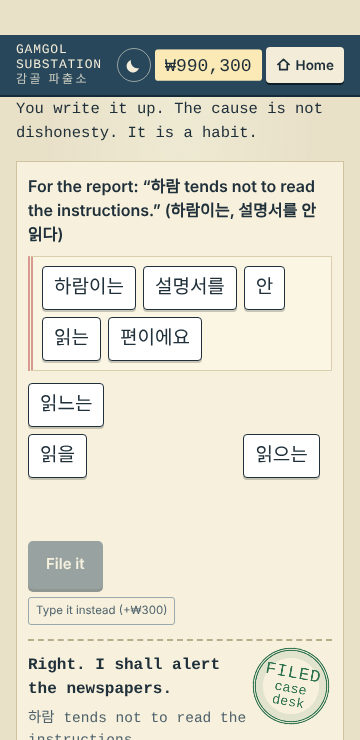 GAMGOL
SUBSTATION
감골 파출소
₩990,300
Home
You write it up. The cause is not
dishonesty. It is a habit.
For the report: “하람 tends not to read
the instructions.” (하람이는, 설명서를 안
읽다)
하람이는 설명서를 안
읽는 편이에요
읽느는
읽을 읽으는
File it
Type it instead (+₩300)
Right. I shall alert
the newspapers.
FILED
case
desk
하람 tends not to read the
instructions.